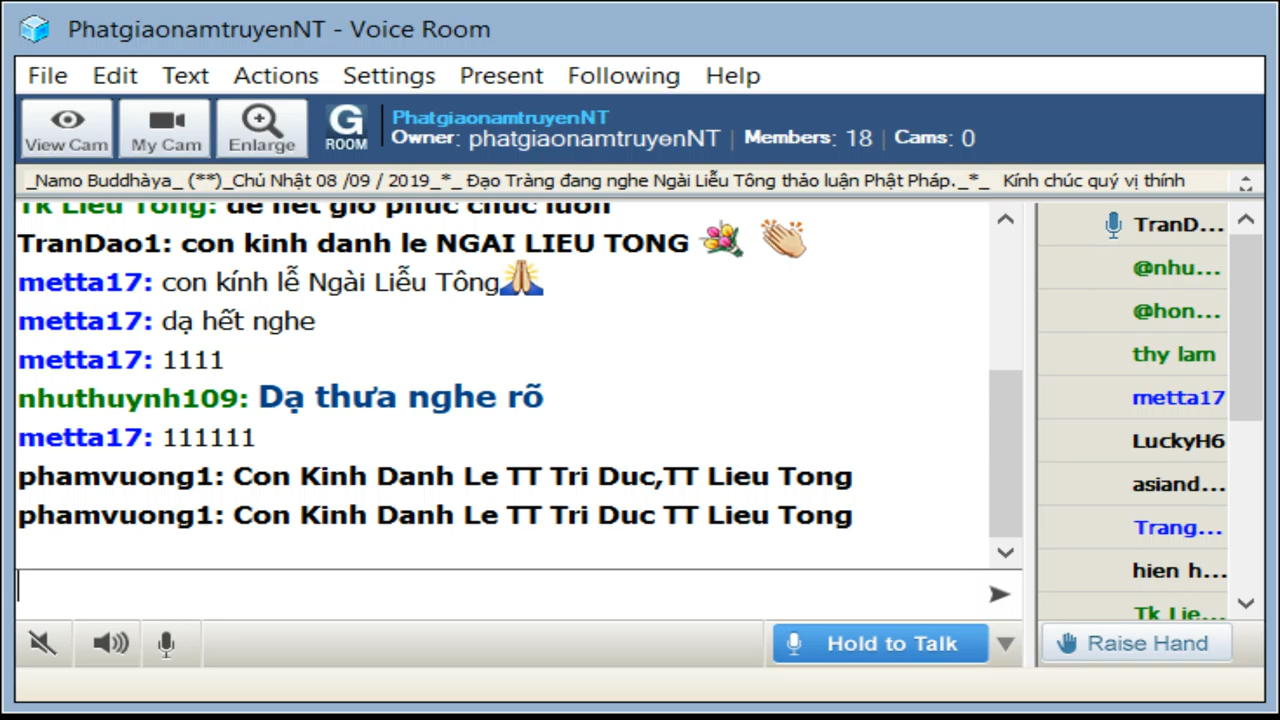 PhatgiaonamtruyenNT - Voice Room
File Edit Text Actions Settings Present Following Help
View Cam My Cam Enlarge
G ROOM
PhatgiaonamtruyenNT
Owner: phatgiaonamtruyenNT | Members: 18 | Cams: 0
_Namo Buddhàya_ (**)_Chủ Nhật 08 /09 / 2019_*_ Đạo Tràng đang nghe Ngài Liễu Tông thảo luận Phật Pháp._*_ Kính chúc quý vị thính
Tk Lieu Tong: de het gio phuc chuc luon
TranDao1: con kinh danh le NGAI LIEU TONG
metta17: con kính lễ Ngài Liễu Tông
metta17: dạ hết nghe
metta17: 1111
nhuthuynh109: Dạ thưa nghe rõ
metta17: 111111
phamvuong1: Con Kinh Danh Le TT Tri Duc,TT Lieu Tong
phamvuong1: Con Kinh Danh Le TT Tri Duc TT Lieu Tong
TranD...
@nhu...
@hon...
thy lam
metta17
LuckyH6
asiand...
Trang...
hien h...
Tk Lie...
Hold to Talk
Raise Hand